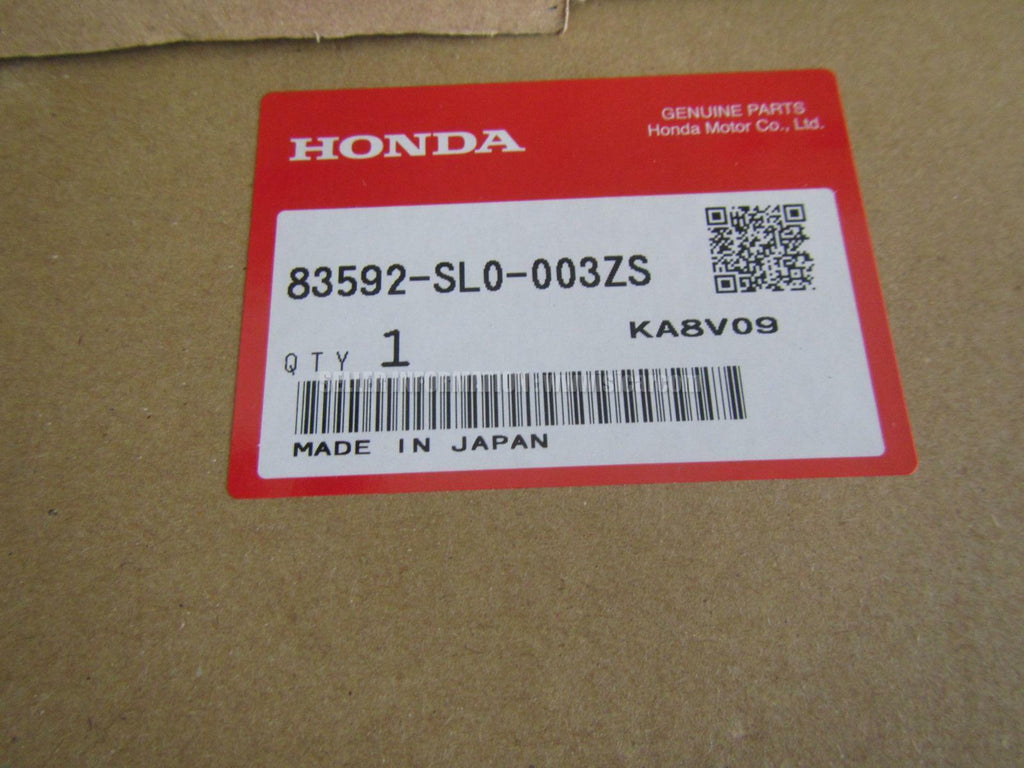 HONDA
GENUINE PARTS
Honda Motor Co., Ltd.
83592-SL0-003ZS
KA8V09
QTY 1
MADE IN JAPAN